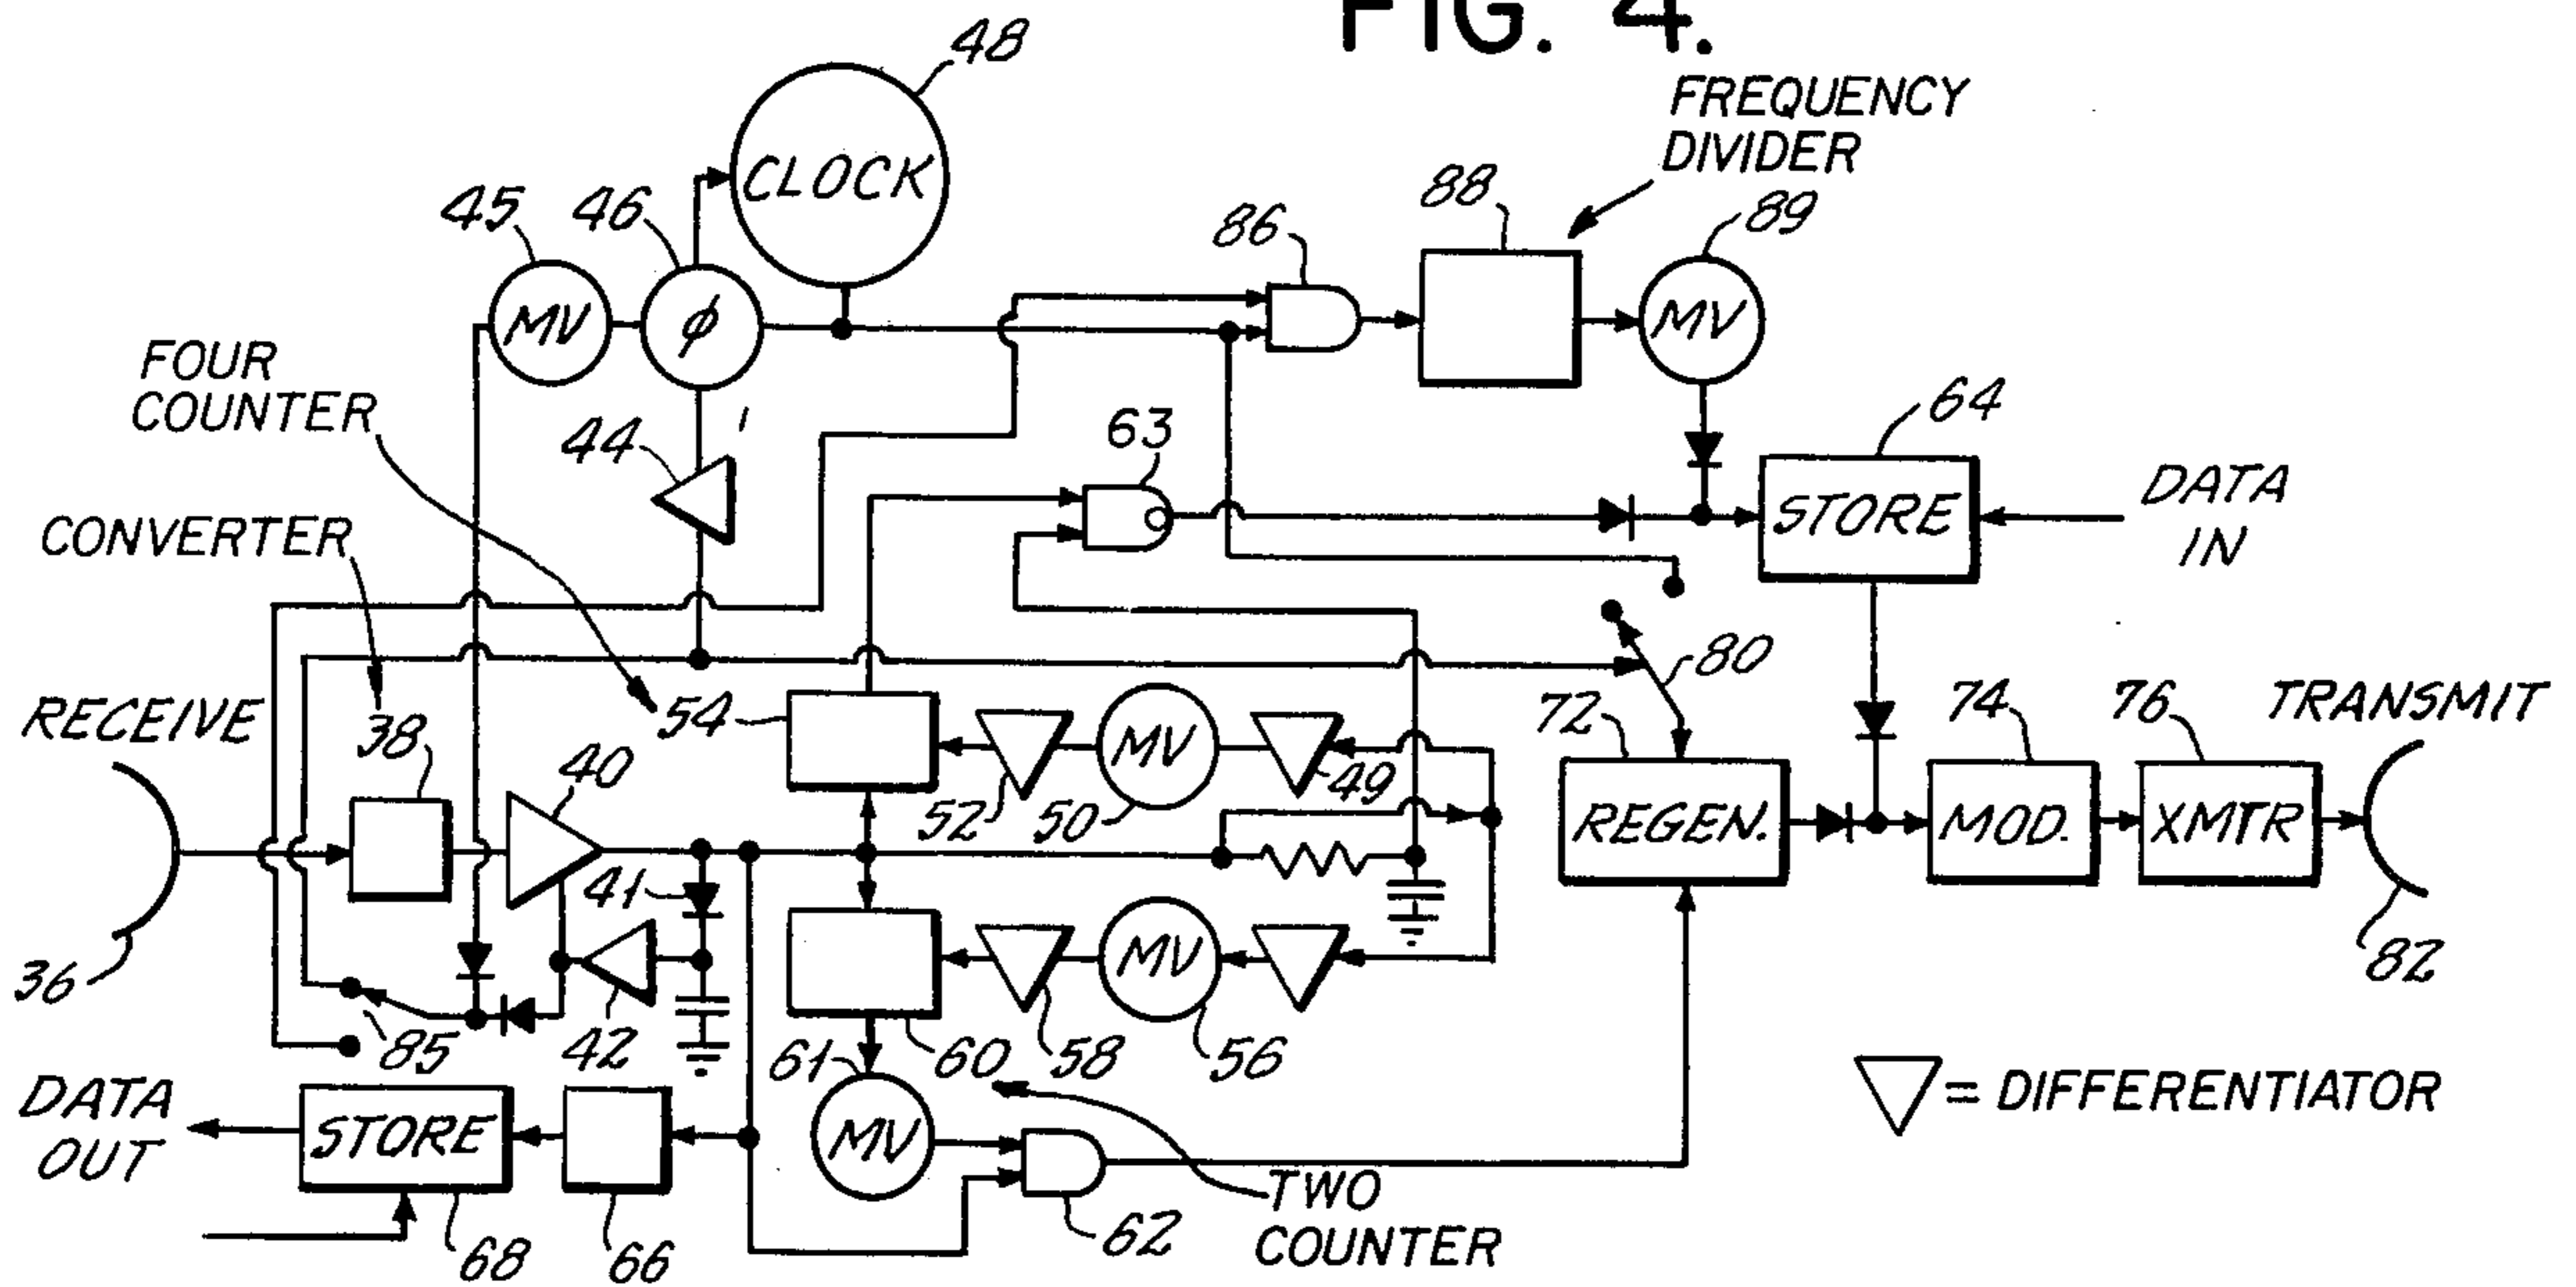 FIG. 4.
48
CLOCK
FREQUENCY
DIVIDER
45
46
MV
φ
86
88
89
MV
FOUR
COUNTER
44
63
64
STORE
DATA
IN
CONVERTER
80
RECEIVE
38
40
54
52
MV
50
49
72
REGEN.
74
MOD.
76
XMTR
TRANSMIT
41
36
85
42
61
60
58
MV
56
82
DATA
OUT
STORE
MV
= DIFFERENTIATOR
68
66
62
TWO
COUNTER